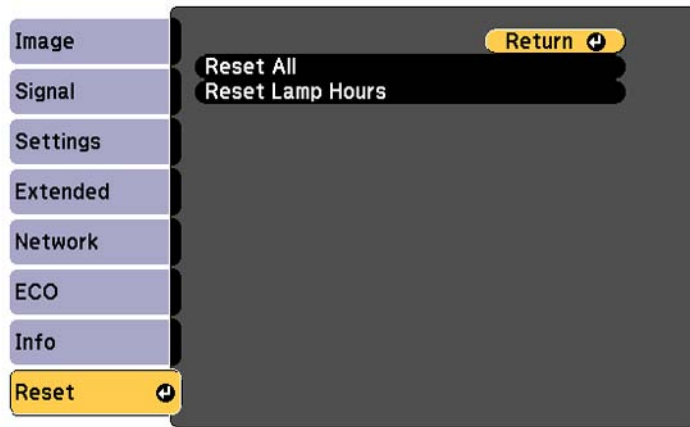 Image
Signal
Settings
Extended
Network
ECO
Info
Reset
Return
Reset All
Reset Lamp Hours